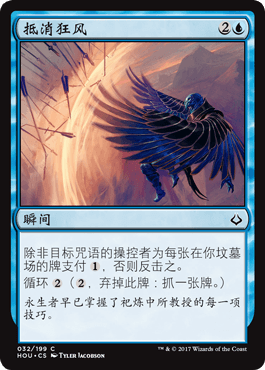 抵消狂风 2
瞬间
除非目标咒语的操控者为每张在你坟墓
场的牌支付 1，否则反击之。
循环 2（2，弃掉此牌：抓一张牌。）
永生者早已掌握了祀炼中所教授的每一项
技巧。
032/199 C
HOU • CS TYLER JACOBSON
™ & © 2017 Wizards of the Coast